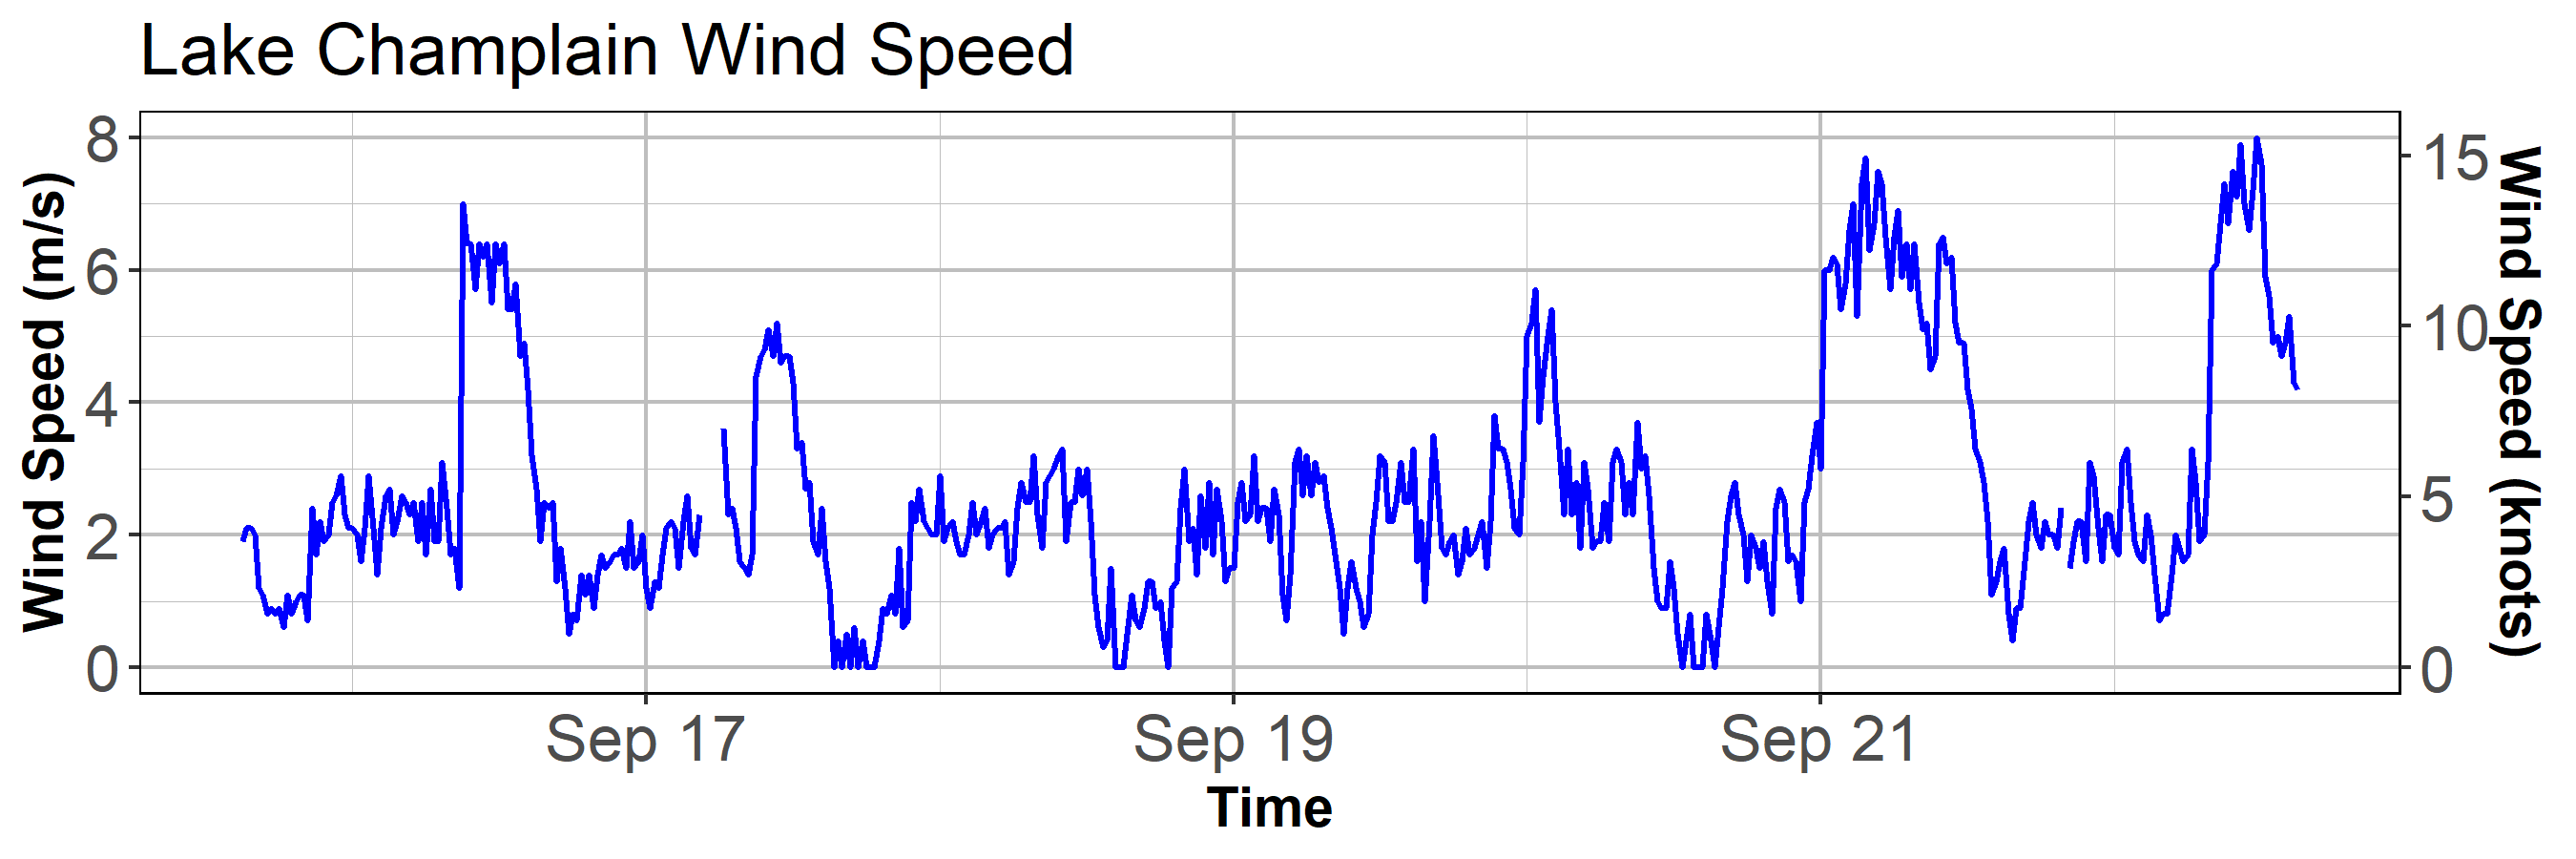 Lake Champlain Wind Speed
Wind Speed (m/s)
8
6
4
2
0
15
10
5
0
Wind Speed (knots)
Sep 17
Sep 19
Sep 21
Time